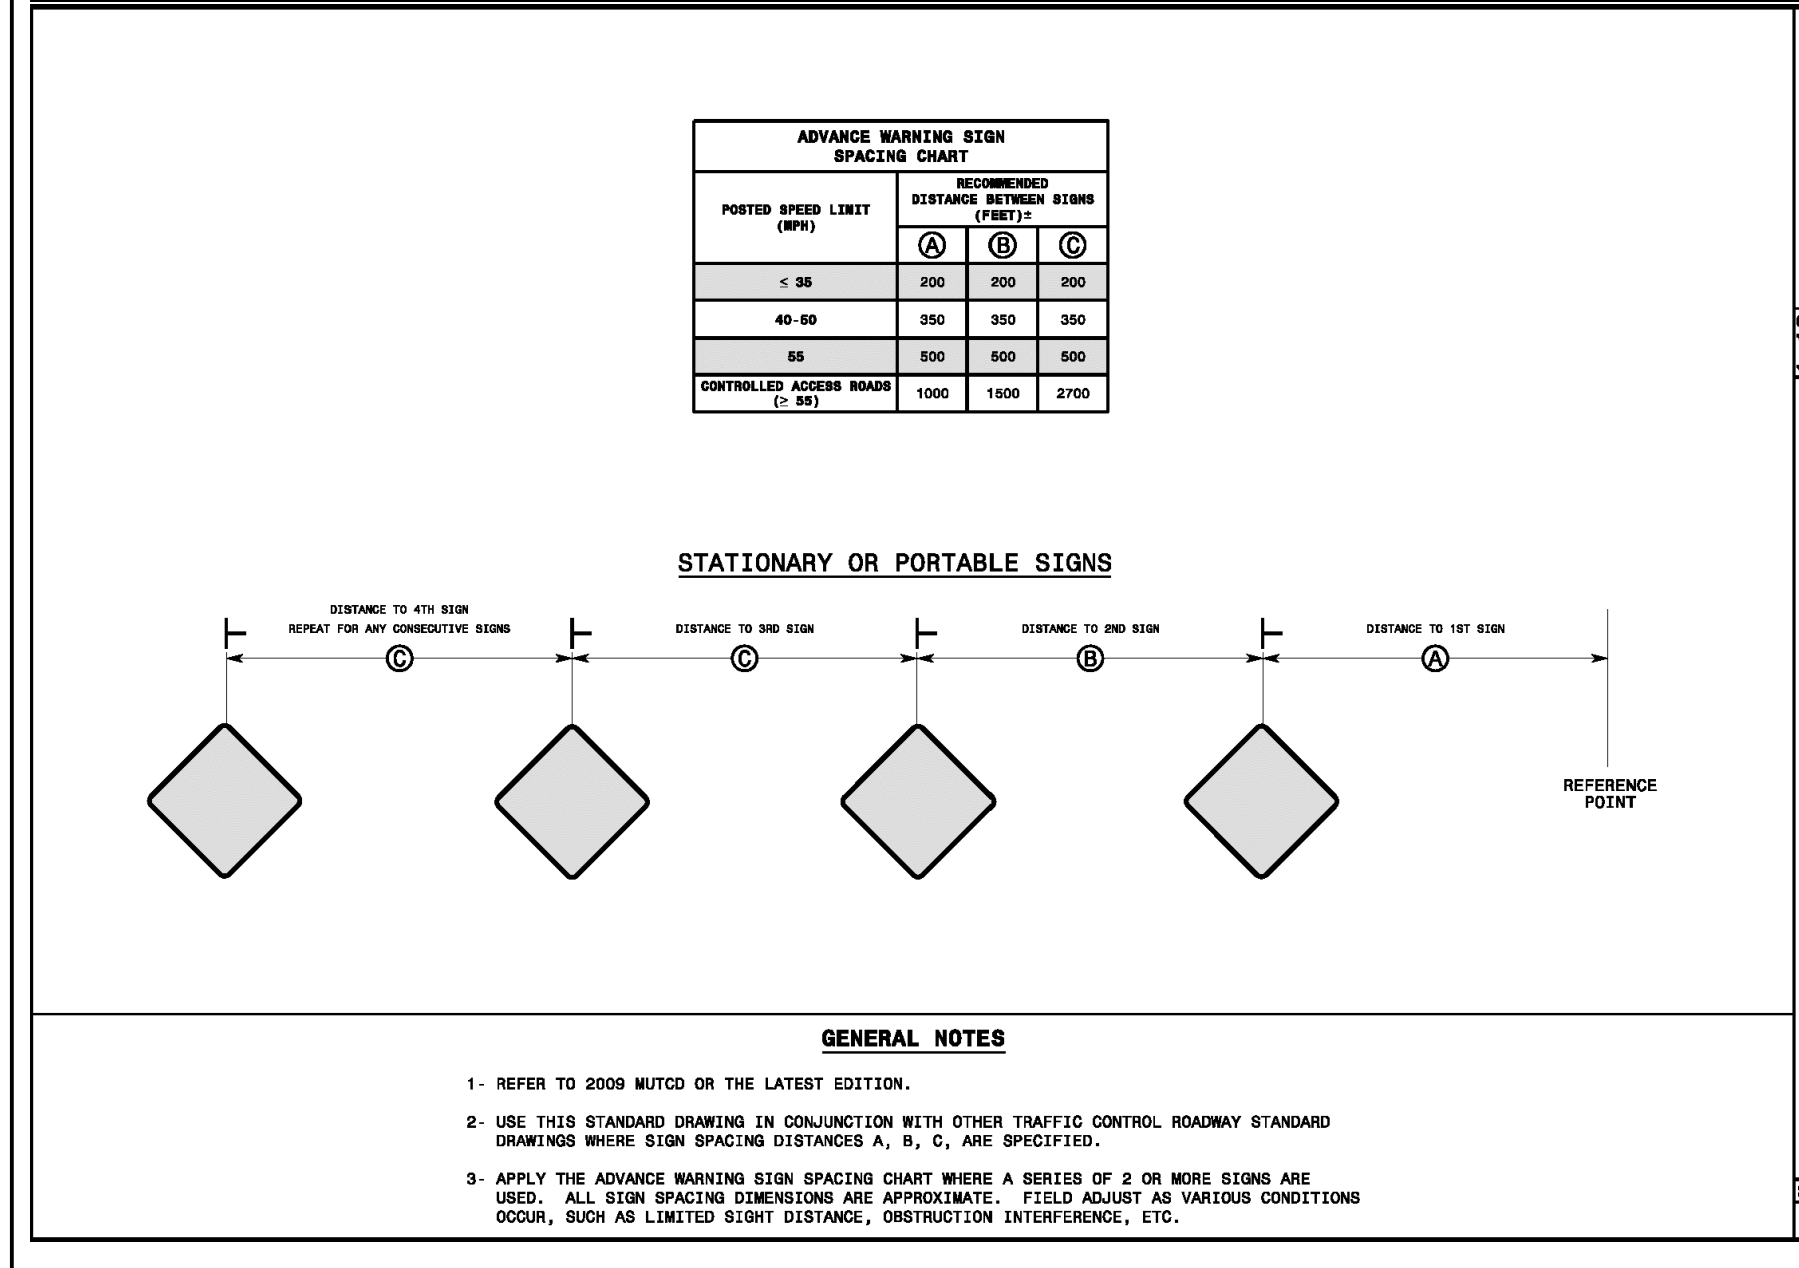 ADVANCE WARNING SIGN
SPACING CHART
POSTED SPEED LIMIT
(MPH)
RECOMMENDED
DISTANCE BETWEEN SIGNS
(FEET)±
A B C
≤ 35 200 200 200
40-50 350 350 350
55 500 500 500
CONTROLLED ACCESS ROADS
(≥ 55)
1000 1500 2700
STATIONARY OR PORTABLE SIGNS
DISTANCE TO 4TH SIGN
REPEAT FOR ANY CONSECUTIVE SIGNS
DISTANCE TO 3RD SIGN
DISTANCE TO 2ND SIGN
DISTANCE TO 1ST SIGN
C C B A
REFERENCE
POINT
GENERAL NOTES
1- REFER TO 2009 MUTCD OR THE LATEST EDITION.
2- USE THIS STANDARD DRAWING IN CONJUNCTION WITH OTHER TRAFFIC CONTROL ROADWAY STANDARD
DRAWINGS WHERE SIGN SPACING DISTANCES A, B, C, ARE SPECIFIED.
3- APPLY THE ADVANCE WARNING SIGN SPACING CHART WHERE A SERIES OF 2 OR MORE SIGNS ARE
USED. ALL SIGN SPACING DIMENSIONS ARE APPROXIMATE. FIELD ADJUST AS VARIOUS CONDITIONS
OCCUR, SUCH AS LIMITED SIGHT DISTANCE, OBSTRUCTION INTERFERENCE, ETC.